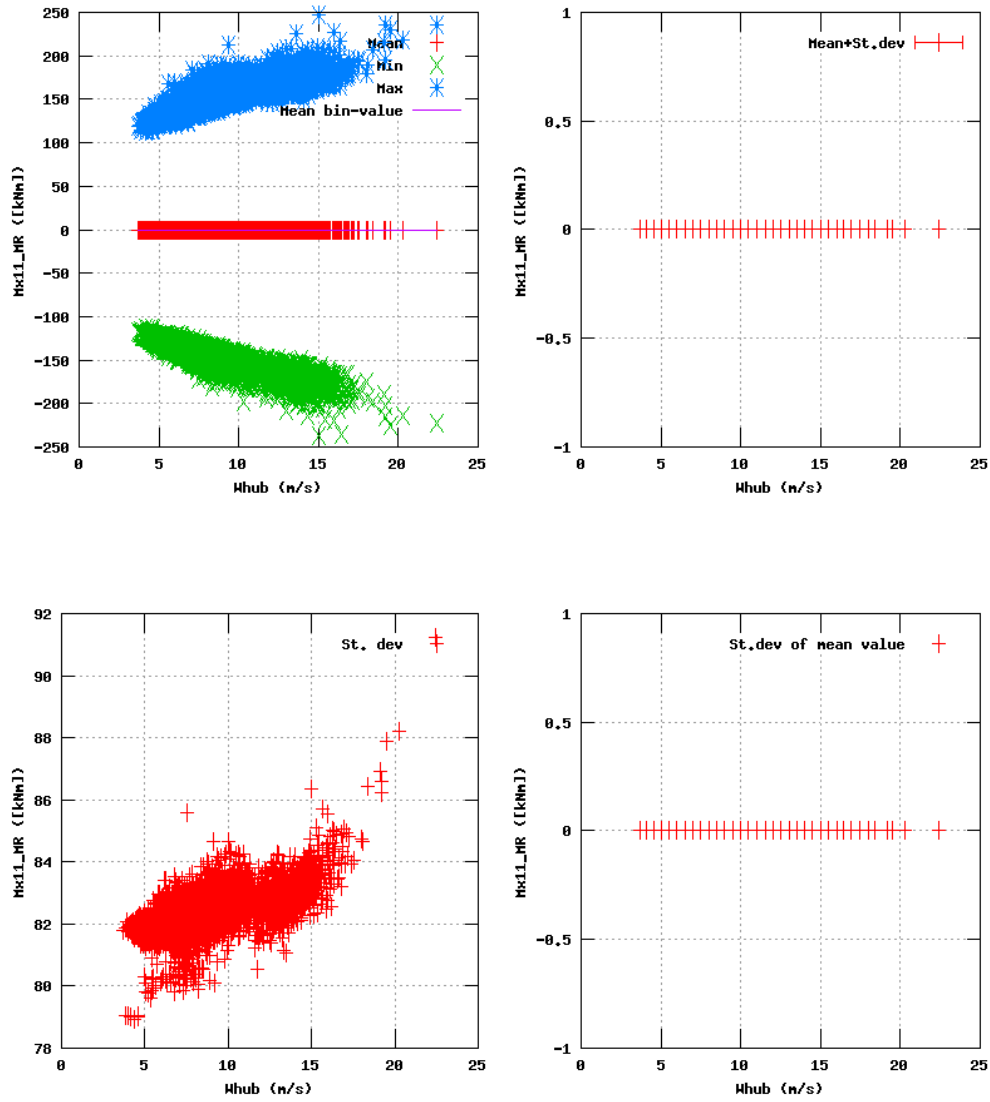 250
200
150
100
50
0
-50
-100
-150
-200
-250
0 5 10 15 20 25
Mx11_MR ([kNm])
Whub (m/s)
Mean
Min
Max
Mean bin-value
1
0.5
0
-0.5
-1
0 5 10 15 20 25
Mx11_MR ([kNm])
Whub (m/s)
Mean+St.dev
92
90
88
86
84
82
80
78
0 5 10 15 20 25
Mx11_MR ([kNm])
Whub (m/s)
St. dev
1
0.5
0
-0.5
-1
0 5 10 15 20 25
Mx11_MR ([kNm])
Whub (m/s)
St.dev of mean value